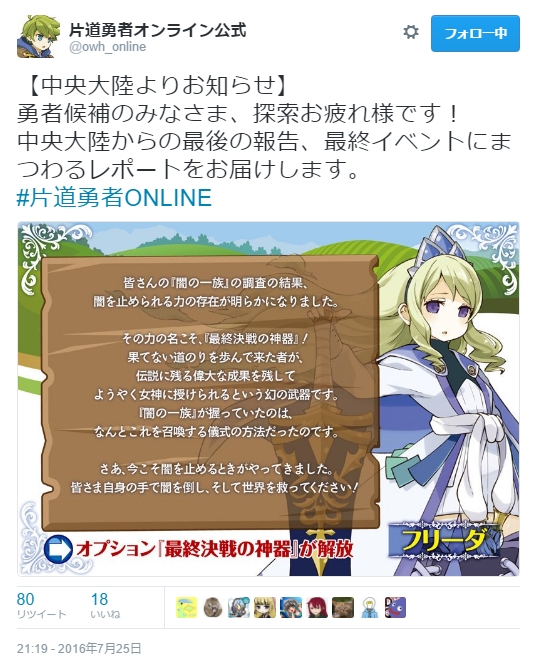 片道勇者オンライン公式
@owh_online
フォロー中
【中央大陸よりお知らせ】
勇者候補のみなさま、探索お疲れ様です！
中央大陸からの最後の報告、最終イベントにま
つわるレポートをお届けします。
#片道勇者ONLINE
皆さんの『闇の一族』の調査の結果、
闇を止められる力の存在が明らかになりました。
その力の名こそ、『最終決戦の神器』！
果てない道のりを歩んで来た者が、
伝説に残る偉大な成果を残して
ようやく女神に授けられるという幻の武器です。
『闇の一族』が握っていたのは、
なんとこれを召喚する儀式の方法だったのです。
さあ、今こそ闇を止めるときがやってきました。
皆さま自身の手で闇を倒し、そして世界を救ってください！
オプション『最終決戦の神器』が解放
フリーダ
80
リツイート
18
いいね
21:19 - 2016年7月25日